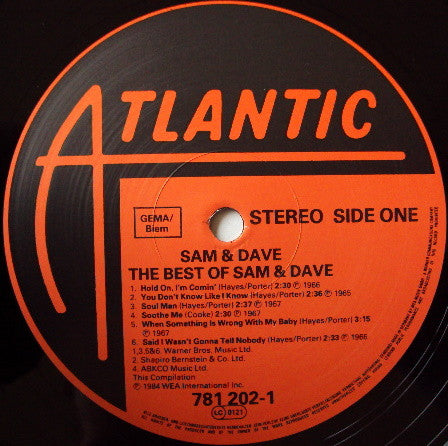 ATLANTIC
GEMA/
Biem
STEREO SIDE ONE
SAM & DAVE
THE BEST OF SAM & DAVE
1. Hold On, I'm Comin' (Hayes/Porter) 2:30 ℗ 1966
2. You Don't Know Like I Know (Hayes/Porter) 2:36 ℗ 1965
3. Soul Man (Hayes/Porter) 2:37 ℗ 1967
4. Soothe Me (Cooke) 2:30 ℗ 1967
5. When Something is Wrong With My Baby (Hayes/Porter) 3:15
℗ 1967
6. Said I Wasn't Gonna Tell Nobody (Hayes/Porter) 2:33 ℗ 1966
1,3,5&6. Warner Bros. Music Ltd.
2. Shapiro Bernstein & Co. Ltd.
4. ABKCO Music Ltd.
This Compilation
℗ 1984 WEA International Inc.
781 202-1
LC 0121